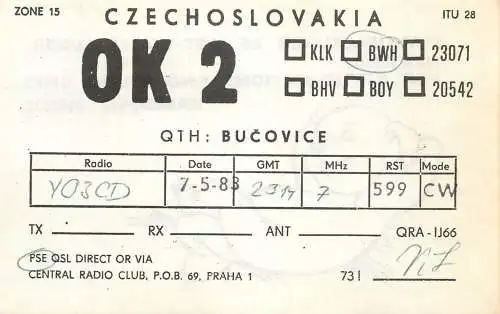 ZONE 15 CZECHOSLOVAKIA ITU 28
OK 2 KLK BWH 23071
BHV BOY 20542
QTH: BUČOVICE
Radio Date GMT MHz RST Mode
YO3CD 7-5-83 2314 7 599 CW
TX RX ANT QRA - IJ66
PSE QSL DIRECT OR VIA
CENTRAL RADIO CLUB, P.O.B. 69, PRAHA 1 73!